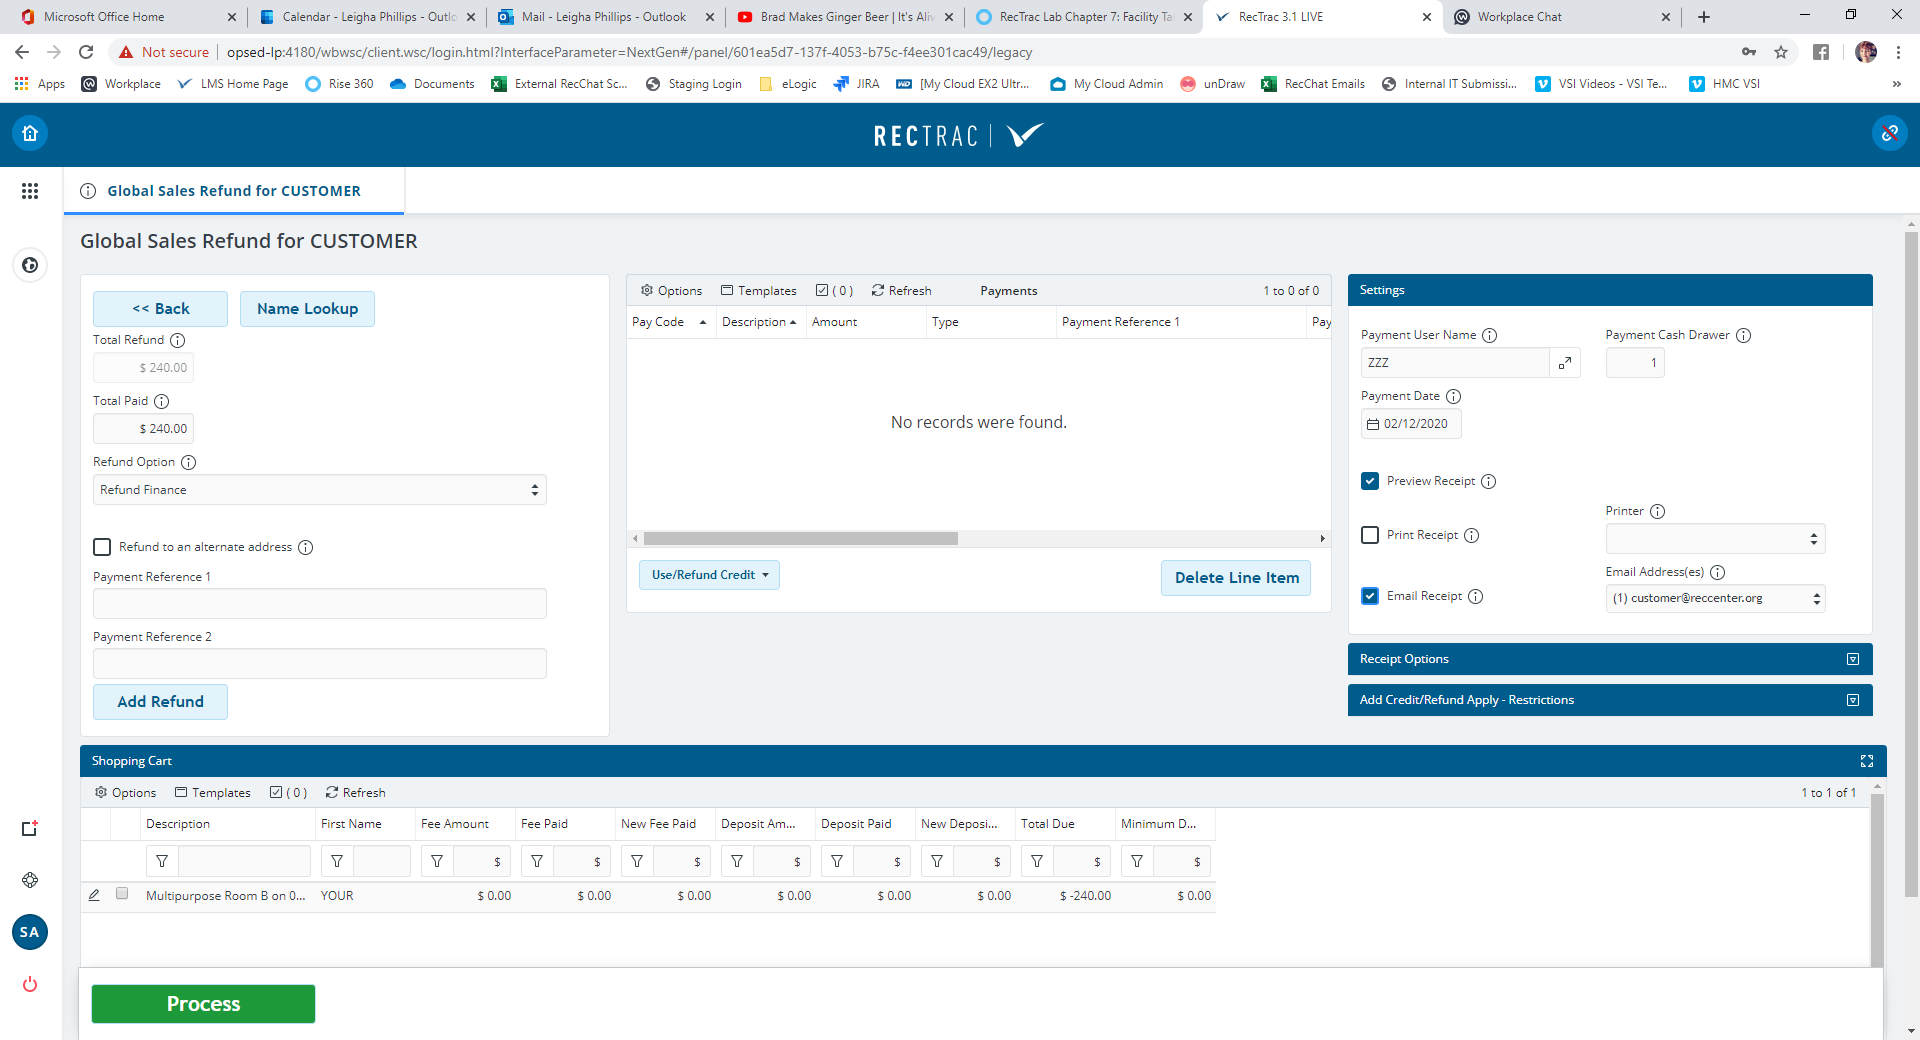 Microsoft Office Home
Calendar - Leigha Phillips - Outlo
Mail - Leigha Phillips - Outlook
Brad Makes Ginger Beer | It's Aliv
RecTrac Lab Chapter 7: Facility Ta
RecTrac 3.1 LIVE
Workplace Chat
Not secure
opsed-lp:4180/wbwsc/client.wsc/login.html?InterfaceParameter=NextGen#/panel/601ea5d7-137f-4053-b75c-f4ee301cac49/legacy
Apps
Workplace
LMS Home Page
Rise 360
Documents
External RecChat Sc...
Staging Login
eLogic
JIRA
WD
[My Cloud EX2 Ultr...
My Cloud Admin
unDraw
RecChat Emails
Internal IT Submissi...
VSI Videos - VSI Te...
HMC VSI
»
RECTRAC
Global Sales Refund for CUSTOMER
Global Sales Refund for CUSTOMER
<< Back
Name Lookup
Total Refund
$ 240.00
Total Paid
$ 240.00
Refund Option
Refund Finance
Refund to an alternate address
Payment Reference 1
Payment Reference 2
Add Refund
Options
Templates
( 0 )
Refresh
Payments
1 to 0 of 0
Pay Code
Description
Amount
Type
Payment Reference 1
Pay
No records were found.
Use/Refund Credit
Delete Line Item
Settings
Payment User Name
Payment Cash Drawer
ZZZ
1
Payment Date
02/12/2020
Preview Receipt
Printer
Print Receipt
Email Address(es)
Email Receipt
(1) customer@reccenter.org
Receipt Options
Add Credit/Refund Apply - Restrictions
Shopping Cart
Options
Templates
( 0 )
Refresh
1 to 1 of 1
Description
First Name
Fee Amount
Fee Paid
New Fee Paid
Deposit Am...
Deposit Paid
New Deposi...
Total Due
Minimum D...
$
$
$
$
$
$
$
$
Multipurpose Room B on 0...
YOUR
$ 0.00
$ 0.00
$ 0.00
$ 0.00
$ 0.00
$ 0.00
$ -240.00
$ 0.00
SA
Process